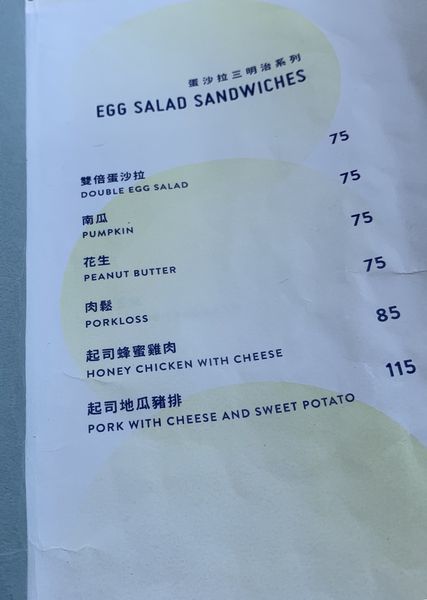 蛋沙拉三明治系列
EGG SALAD SANDWICHES
雙倍蛋沙拉 75
DOUBLE EGG SALAD
南瓜 75
PUMPKIN
花生 75
PEANUT BUTTER
肉鬆 75
PORKLOSS
起司蜂蜜雞肉 85
HONEY CHICKEN WITH CHEESE
起司地瓜豬排 115
PORK WITH CHEESE AND SWEET POTATO